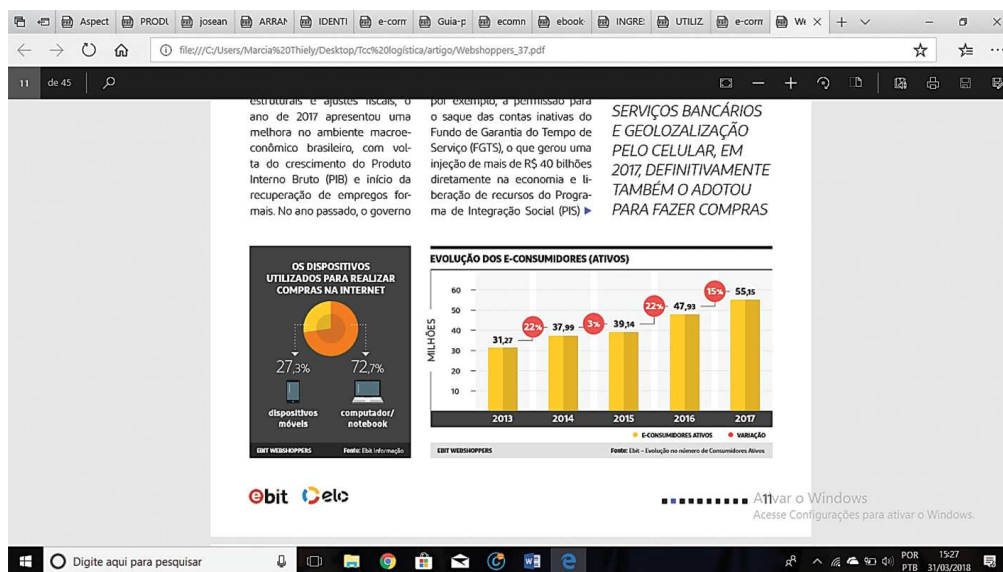 Aspect
PRODU
josean
ARRAN
IDENTI
e-com
Guia-p
ecomn
ebook
INGRE
UTILIZ
e-com
We
file:///C:/Users/Marcia%20Thiely/Desktop/Tcc%20logística/artigo/Webshoppers_37.pdf
11 de 45
estruturais e ajustes fiscais, o
ano de 2017 apresentou uma
melhora no ambiente macroe-
conômico brasileiro, com vol-
ta do crescimento do Produto
Interno Bruto (PIB) e início da
recuperação de empregos for-
mais. No ano passado, o governo
por exemplo, a permissão para
o saque das contas inativas do
Fundo de Garantia do Tempo de
Serviço (FGTS), o que gerou uma
injeção de mais de R$ 40 bilhões
diretamente na economia e li-
beração de recursos do Progra-
ma de Integração Social (PIS)
SERVIÇOS BANCÁRIOS
E GEOLOZALIZAÇÃO
PELO CELULAR, EM
2017, DEFINITIVAMENTE
TAMBÉM O ADOTOU
PARA FAZER COMPRAS
OS DISPOSITIVOS
UTILIZADOS PARA REALIZAR
COMPRAS NA INTERNET
27,3%
72,7%
dispositivos
móveis
computador/
notebook
EBIT WEBSHOPPERS
Fonte: Ebit Informação
EVOLUÇÃO DOS E-CONSUMIDORES (ATIVOS)
MILHÕES
60
50
40
30
20
10
31,27
22%
37,99
3%
39,14
22%
47,93
15%
55,15
2013
2014
2015
2016
2017
E-CONSUMIDORES ATIVOS
VARIAÇÃO
EBIT WEBSHOPPERS
Fonte: Ebit – Evolução no número de Consumidores Ativos
ebit
elo
11
Ativar o Windows
Acesse Configurações para ativar o Windows.
Digite aqui para pesquisar
POR
PTB
15:27
31/03/2018